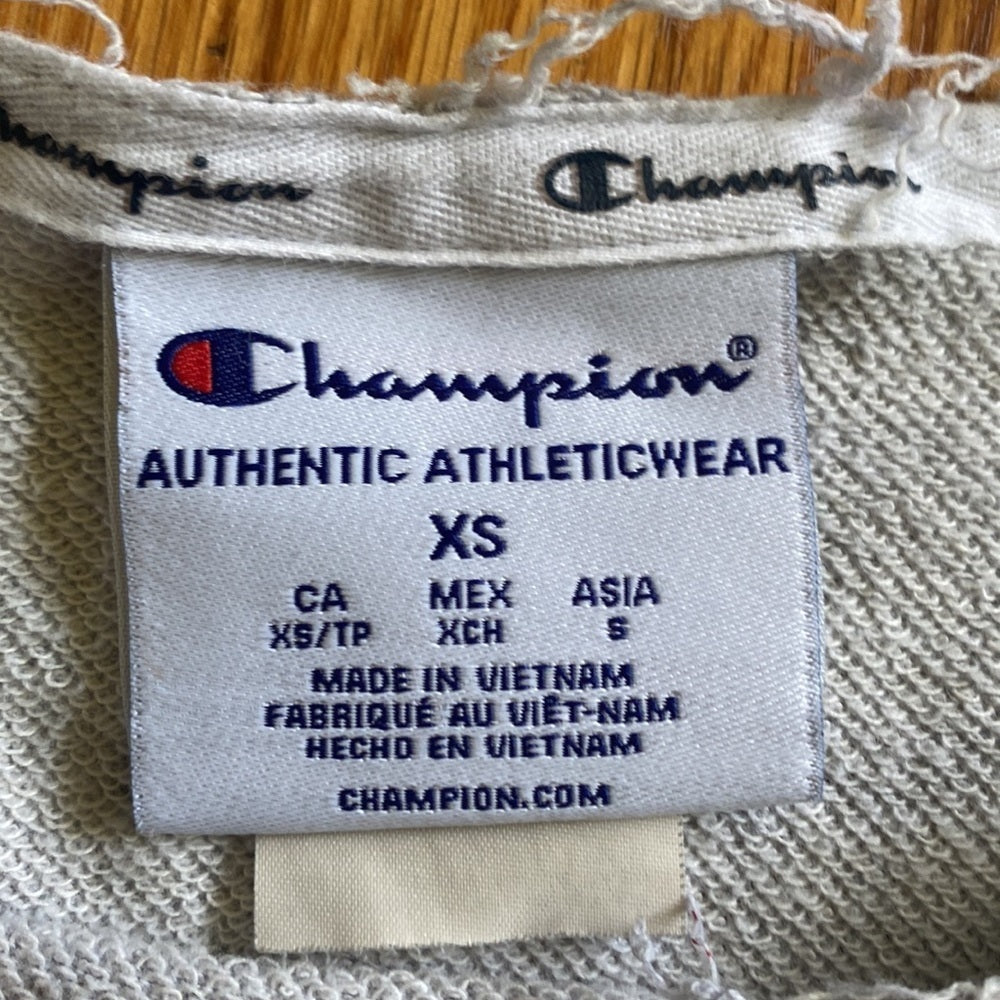 hampion Champion
Champion®
AUTHENTIC ATHLETICWEAR
XS
CA MEX ASIA
XS/TP XCH S
MADE IN VIETNAM
FABRIQUÉ AU VIÊT-NAM
HECHO EN VIETNAM
CHAMPION.COM